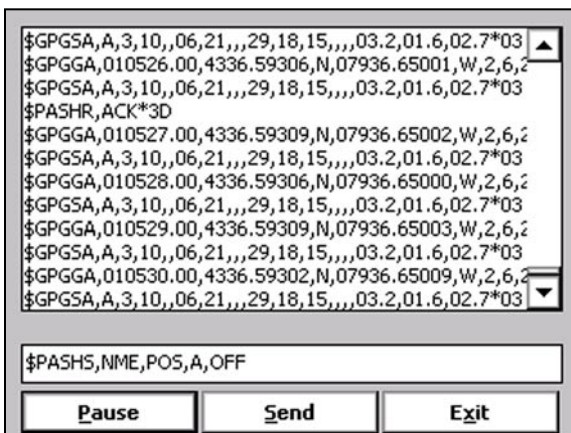 $GPGSA,A,3,10,,06,21,,,29,18,15,,,,03.2,01.6,02.7*03
$GPGGA,010526.00,4336.59306,N,07936.65001,W,2,6,2
$GPGSA,A,3,10,,06,21,,,29,18,15,,,,03.2,01.6,02.7*03
$PASHR,ACK*3D
$GPGGA,010527.00,4336.59309,N,07936.65002,W,2,6,2
$GPGSA,A,3,10,,06,21,,,29,18,15,,,,03.2,01.6,02.7*03
$GPGGA,010528.00,4336.59306,N,07936.65000,W,2,6,2
$GPGSA,A,3,10,,06,21,,,29,18,15,,,,03.2,01.6,02.7*03
$GPGGA,010529.00,4336.59309,N,07936.65003,W,2,6,2
$GPGSA,A,3,10,,06,21,,,29,18,15,,,,03.2,01.6,02.7*03
$GPGGA,010530.00,4336.59302,N,07936.65009,W,2,6,2
$GPGSA,A,3,10,,06,21,,,29,18,15,,,,03.2,01.6,02.7*03
$PASHS,NME,POS,A,OFF
Pause Send Exit